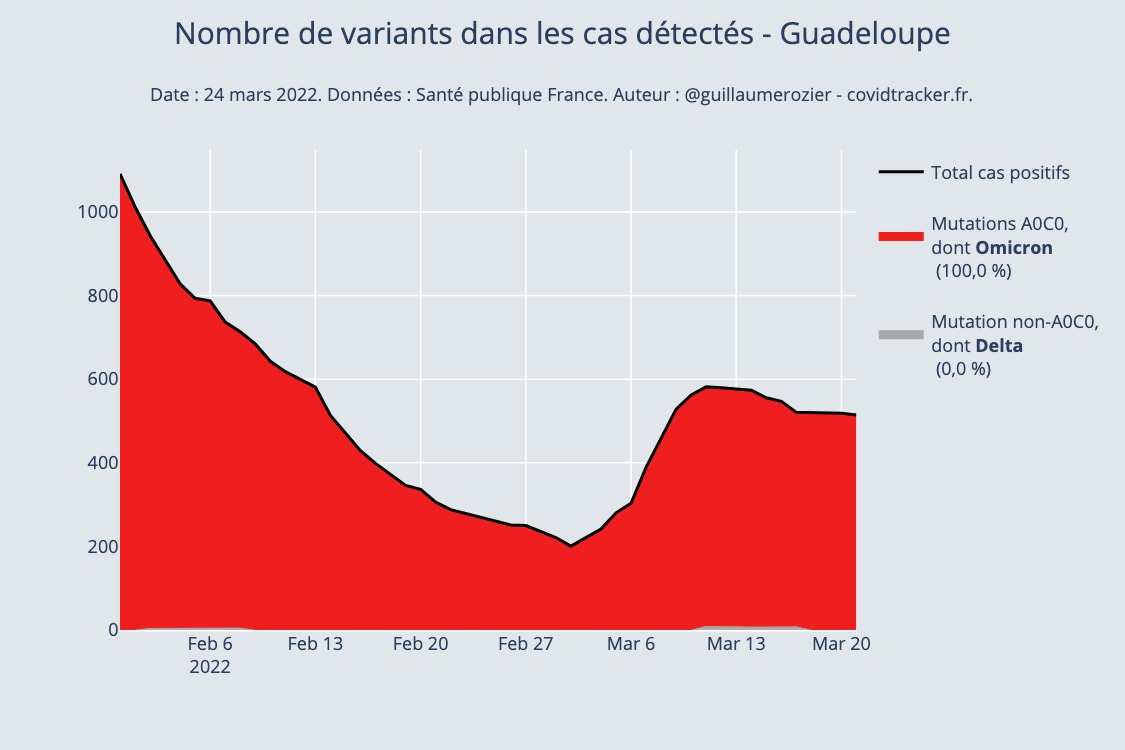 Nombre de variants dans les cas détectés - Guadeloupe
Date : 24 mars 2022. Données : Santé publique France. Auteur : @guillaumerozier - covidtracker.fr.
Total cas positifs
Mutations A0C0,
dont Omicron
(100,0 %)
Mutation non-A0C0,
dont Delta
(0,0 %)
1000
800
600
400
200
0
Feb 6
2022
Feb 13
Feb 20
Feb 27
Mar 6
Mar 13
Mar 20